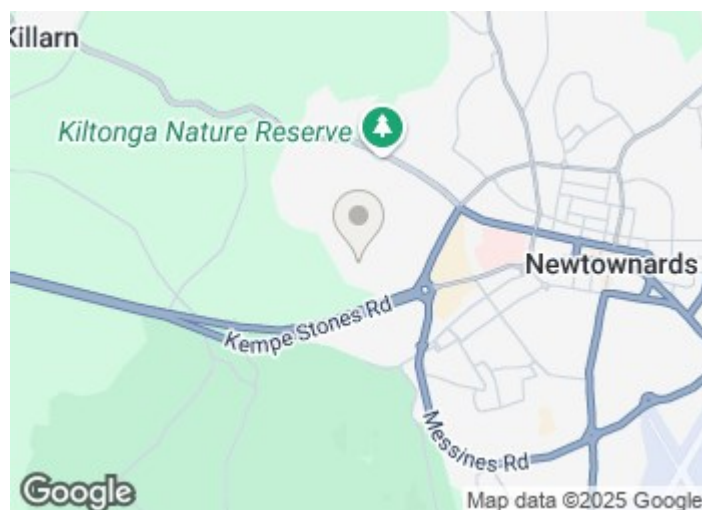 Killarn
Kiltonga Nature Reserve
Newtownards
Kempe Stones Rd
Messines Rd
Google
Map data ©2025 Google